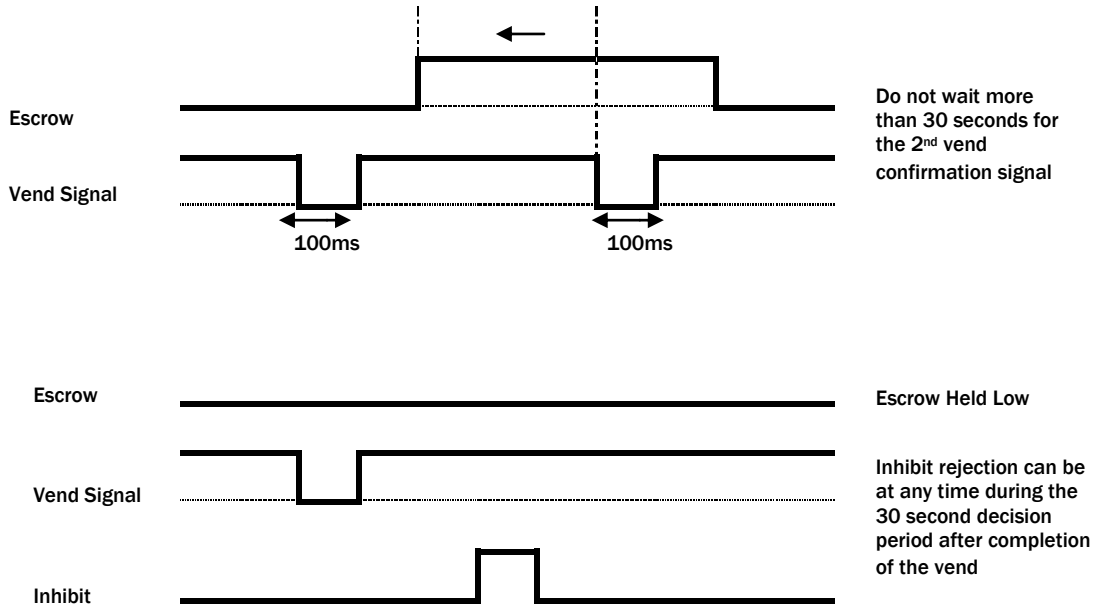 Escrow
Vend Signal
100ms
100ms
Do not wait more
than 30 seconds for
the 2nd vend
confirmation signal
Escrow
Escrow Held Low
Vend Signal
Inhibit rejection can be
at any time during the
30 second decision
period after completion
of the vend
Inhibit